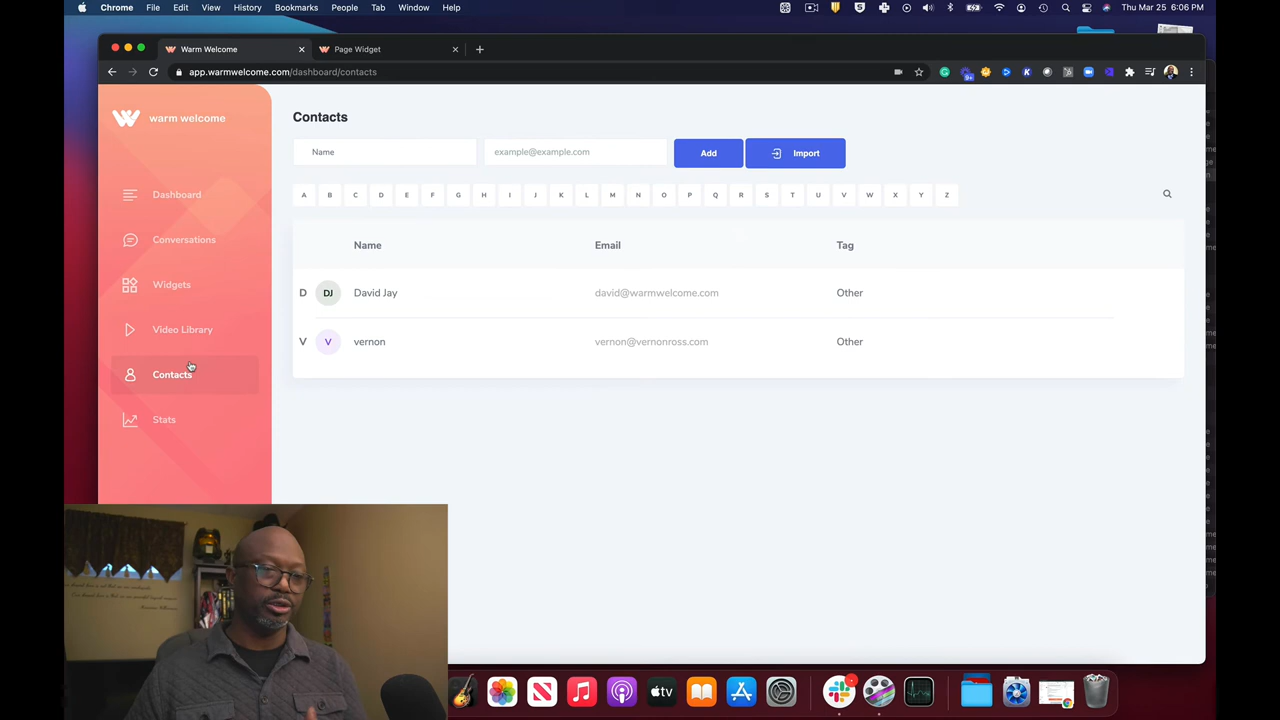 Chrome File Edit View History Bookmarks People Tab Window Help Thu Mar 25 6:06 PM
Warm Welcome Page Widget
app.warmwelcome.com/dashboard/contacts
warm welcome
Contacts
Name example@example.com Add Import
A B C D E F G H J K L M N O P Q R S T U V W X Y Z
Dashboard
Conversations
Widgets
Video Library
Contacts
Stats
Name Email Tag
D DJ David Jay david@warmwelcome.com Other
V V vernon vernon@vernonross.com Other
tv